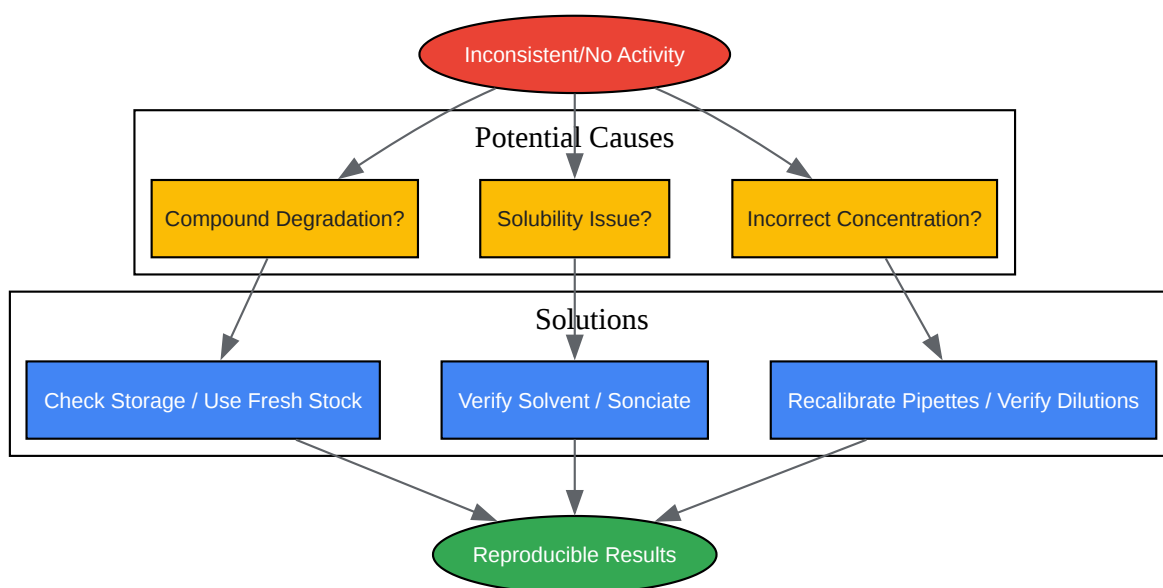 Inconsistent/No Activity
Potential Causes
Compound Degradation?
Solubility Issue?
Incorrect Concentration?
Solutions
Check Storage / Use Fresh Stock
Verify Solvent / Sonciate
Recalibrate Pipettes / Verify Dilutions
Reproducible Results